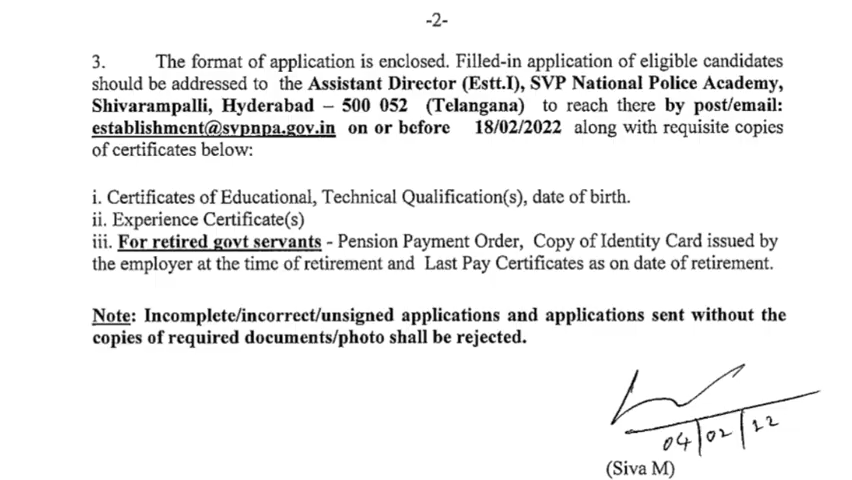 -2-
3. The format of application is enclosed. Filled-in application of eligible candidates
should be addressed to the Assistant Director (Estt.I), SVP National Police Academy,
Shivarampalli, Hyderabad – 500 052 (Telangana) to reach there by post/email:
establishment@svpnpa.gov.in on or before 18/02/2022 along with requisite copies
of certificates below:
i. Certificates of Educational, Technical Qualification(s), date of birth.
ii. Experience Certificate(s)
iii. For retired govt servants - Pension Payment Order, Copy of Identity Card issued by
the employer at the time of retirement and Last Pay Certificates as on date of retirement.
Note: Incomplete/incorrect/unsigned applications and applications sent without the
copies of required documents/photo shall be rejected.
04/02/22
(Siva M)